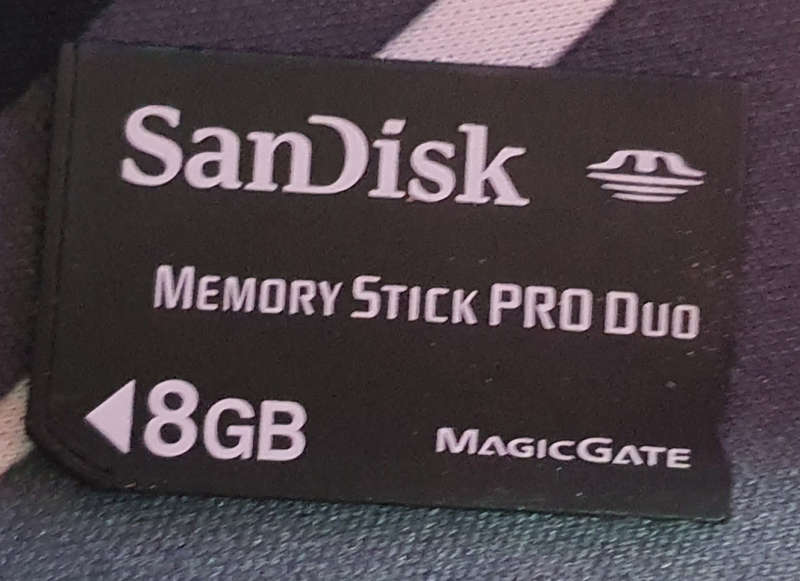 SanDisk
MEMORY STICK PRO DUO
8GB
MAGICGATE